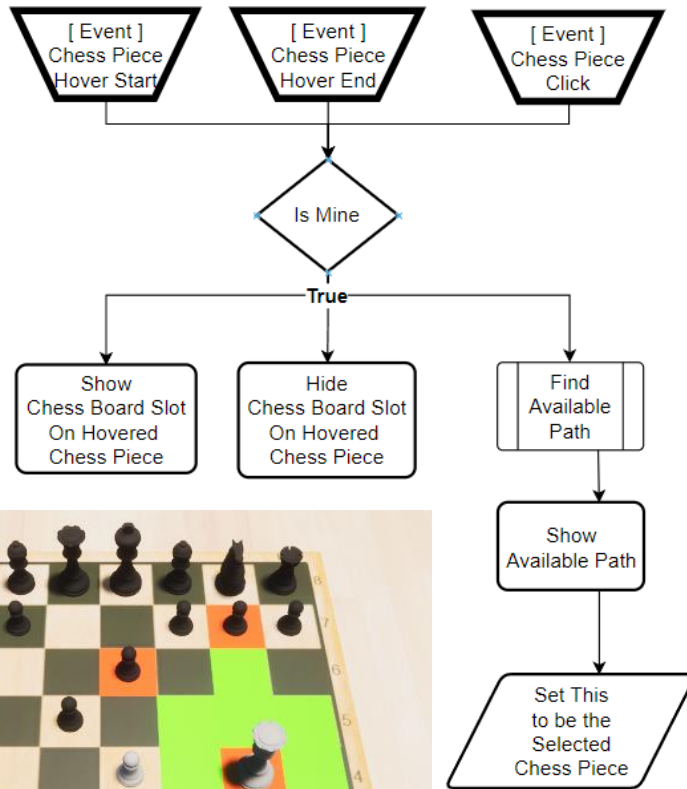 [ Event ]
Chess Piece
Hover Start
[ Event ]
Chess Piece
Hover End
[ Event ]
Chess Piece
Click
Is Mine
True
Show
Chess Board Slot
On Hovered
Chess Piece
Hide
Chess Board Slot
On Hovered
Chess Piece
Find
Available
Path
Show
Available Path
Set This
to be the
Selected
Chess Piece
8
7
6
5
4